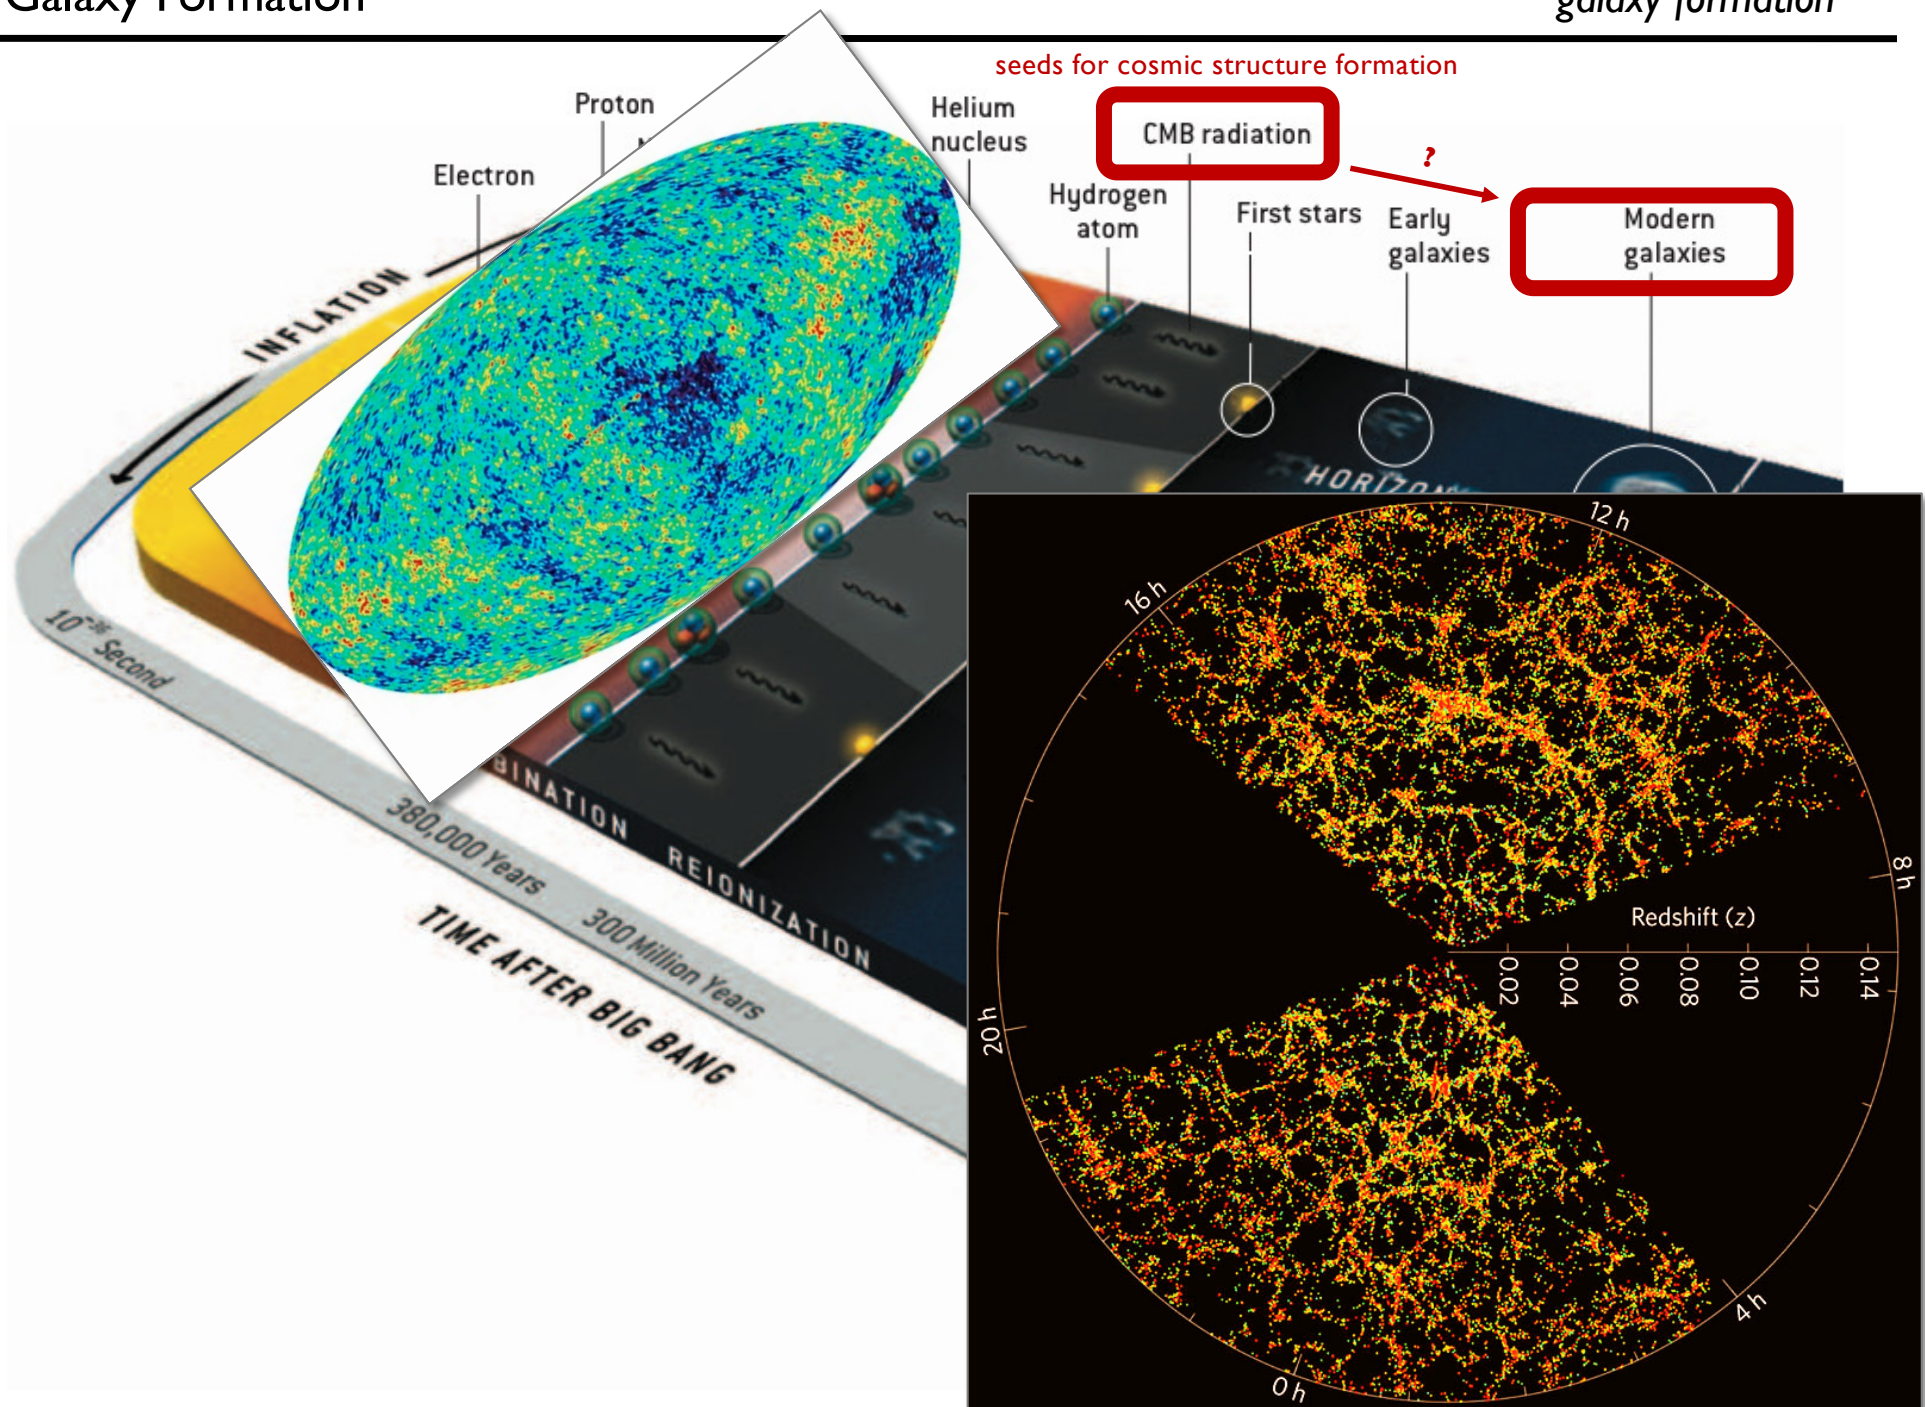 Galaxy Formation
galaxy formation
seeds for cosmic structure formation
Proton
Helium
nucleus
CMB radiation
?
Electron
Hydrogen
atom
First stars
Early
galaxies
Modern
galaxies
INFLATION
HORIZON
10⁻³⁶ Second
BINATION
REIONIZATION
380,000 Years
300 Million Years
TIME AFTER BIG BANG
12 h
16 h
8 h
Redshift (z)
0.02
0.04
0.06
0.08
0.10
0.12
0.14
20 h
4 h
0 h